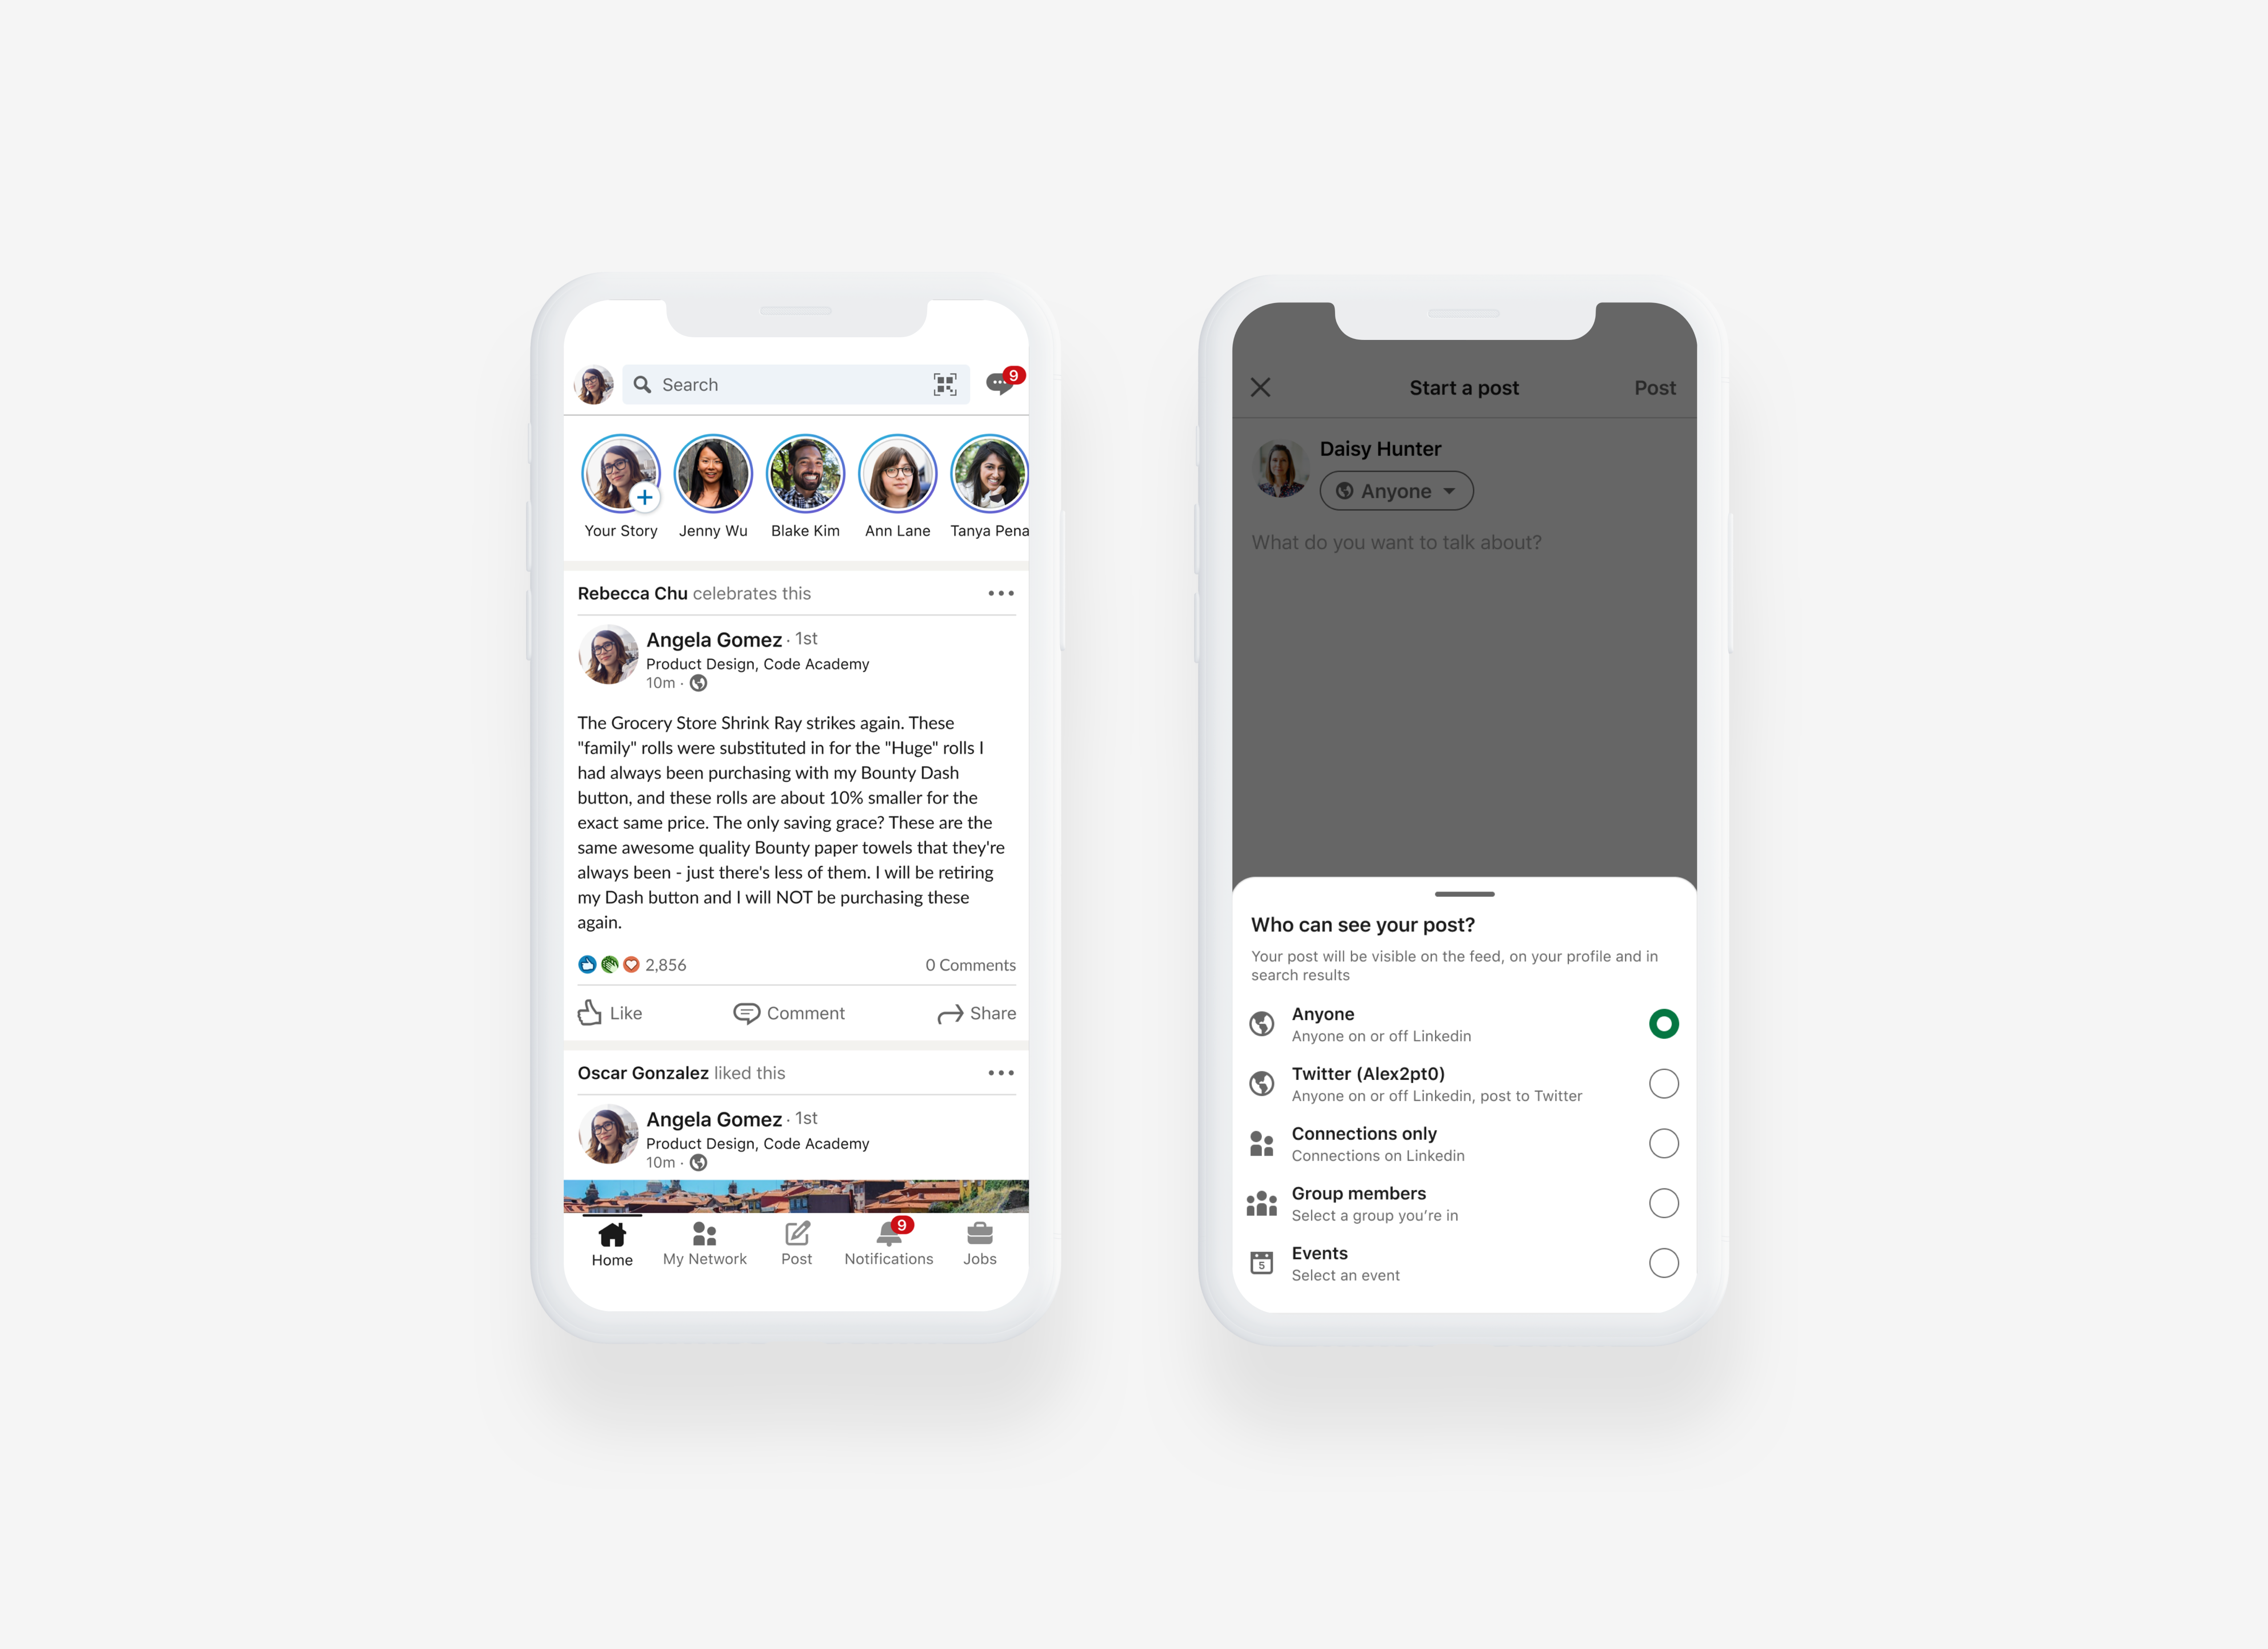 Search
9
Your Story
Jenny Wu
Blake Kim
Ann Lane
Tanya Pena
Rebecca Chu celebrates this
Angela Gomez · 1st
Product Design, Code Academy
10m ·
The Grocery Store Shrink Ray strikes again. These
"family" rolls were substituted in for the "Huge" rolls I
had always been purchasing with my Bounty Dash
button, and these rolls are about 10% smaller for the
exact same price. The only saving grace? These are the
same awesome quality Bounty paper towels that they're
always been - just there's less of them. I will be retiring
my Dash button and I will NOT be purchasing these
again.
2,856
0 Comments
Like
Comment
Share
Oscar Gonzalez liked this
Angela Gomez · 1st
Product Design, Code Academy
10m ·
9
Home
My Network
Post
Notifications
Jobs
Start a post
Post
Daisy Hunter
Anyone
What do you want to talk about?
Who can see your post?
Your post will be visible on the feed, on your profile and in
search results
Anyone
Anyone on or off Linkedin
Twitter (Alex2pt0)
Anyone on or off Linkedin, post to Twitter
Connections only
Connections on Linkedin
Group members
Select a group you’re in
5
Events
Select an event